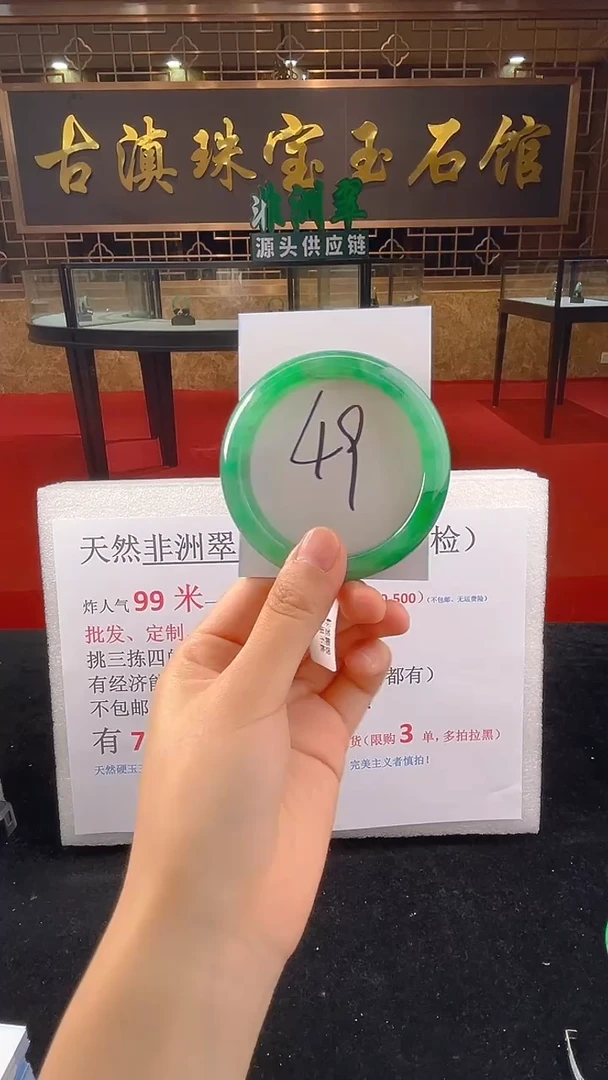 古滇珠宝玉石馆
非洲翠
源头供应链
49
天然非洲翠 检）
炸人气 99 米一 500）（不包邮、无运费险）
批发、定制
挑三拣四的
有经济能 都有）
不包邮
有 7 货（限购 3 单，多拍拉黑）
天然硬玉 完美主义者慎拍！